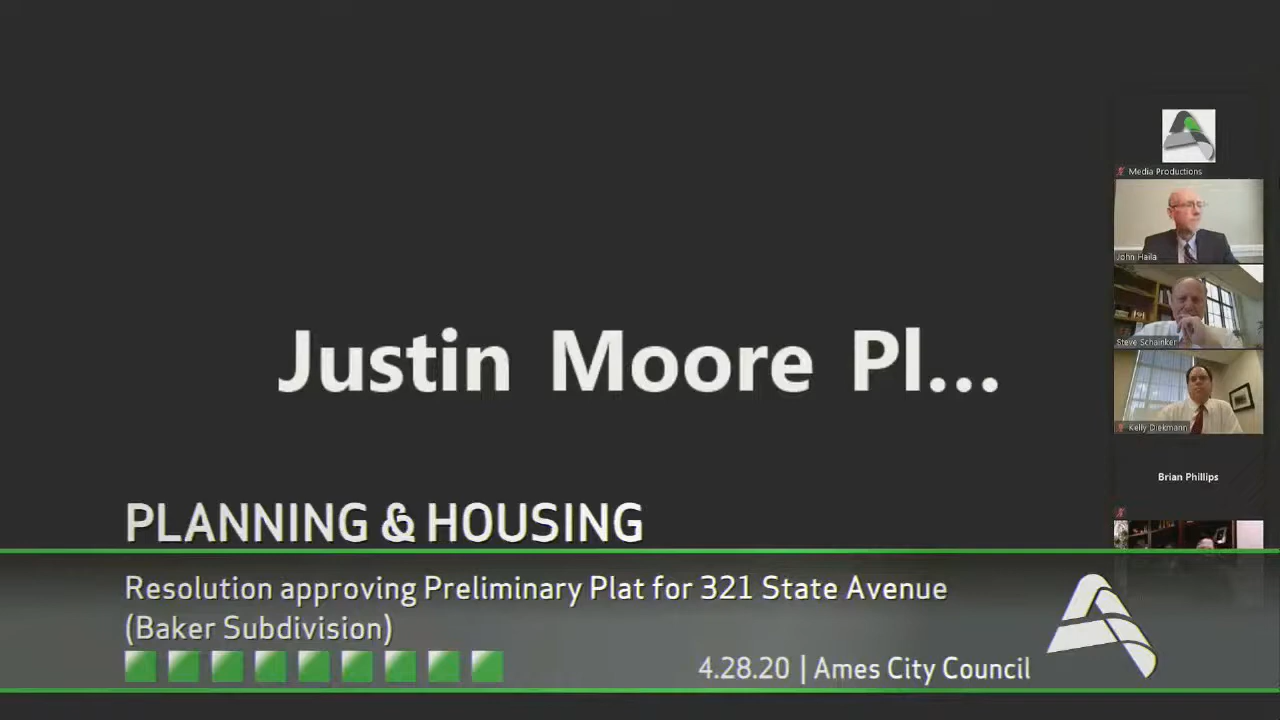 Media Productions
John Haila
Steve Schainker
Kelly Diekmann
Brian Phillips
Justin Moore Pl...
PLANNING & HOUSING
Resolution approving Preliminary Plat for 321 State Avenue
(Baker Subdivision)
4.28.20 | Ames City Council